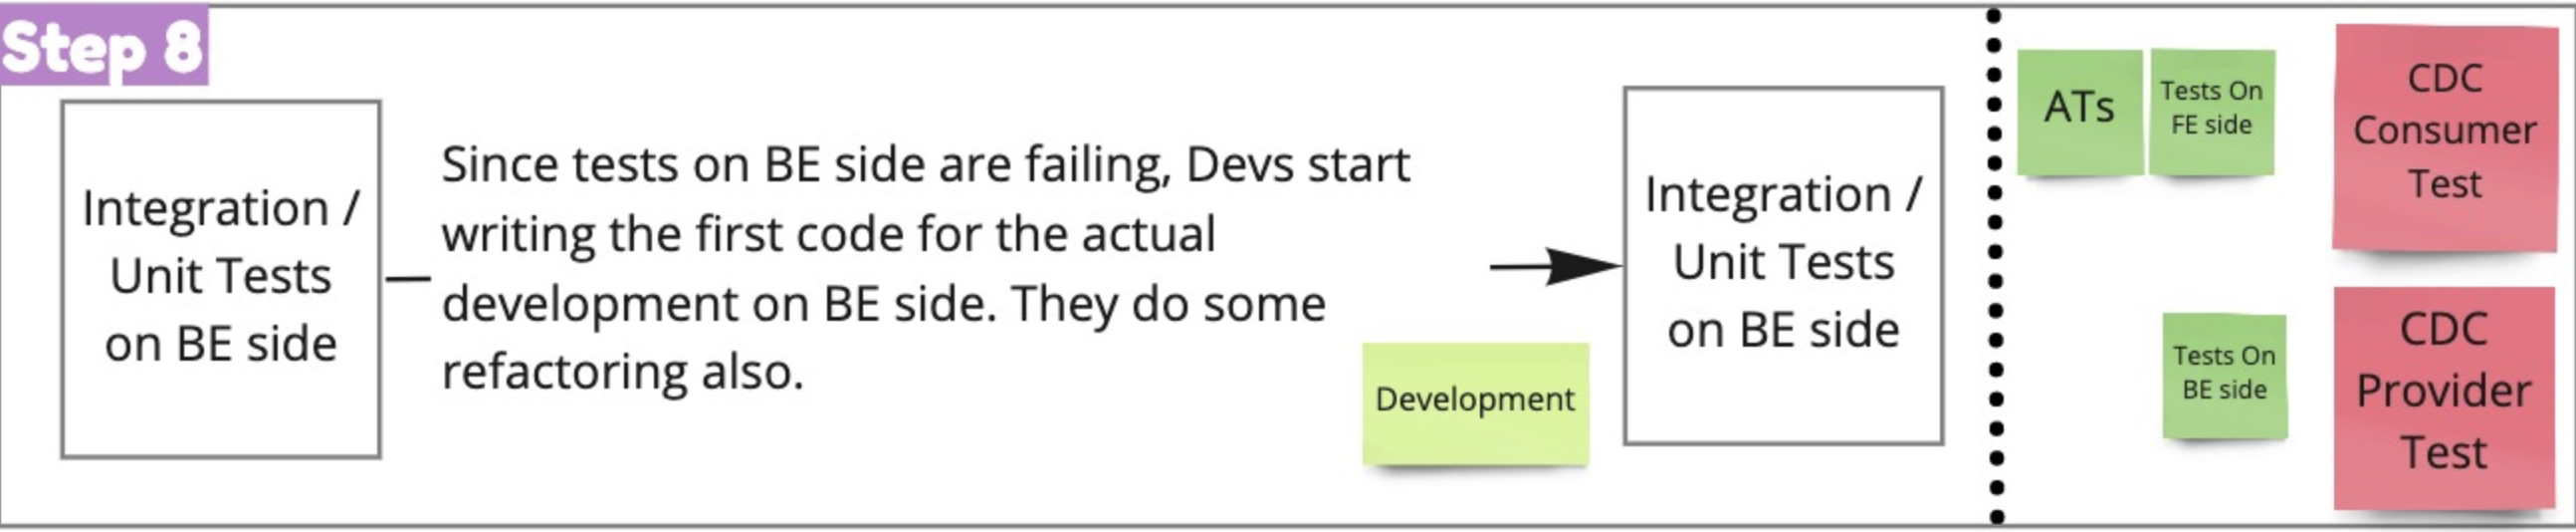 Step 8
Integration /
Unit Tests
on BE side
Since tests on BE side are failing, Devs start
writing the first code for the actual
development on BE side. They do some
refactoring also.
Development
Integration /
Unit Tests
on BE side
ATs
Tests On
FE side
CDC
Consumer
Test
Tests On
BE side
CDC
Provider
Test